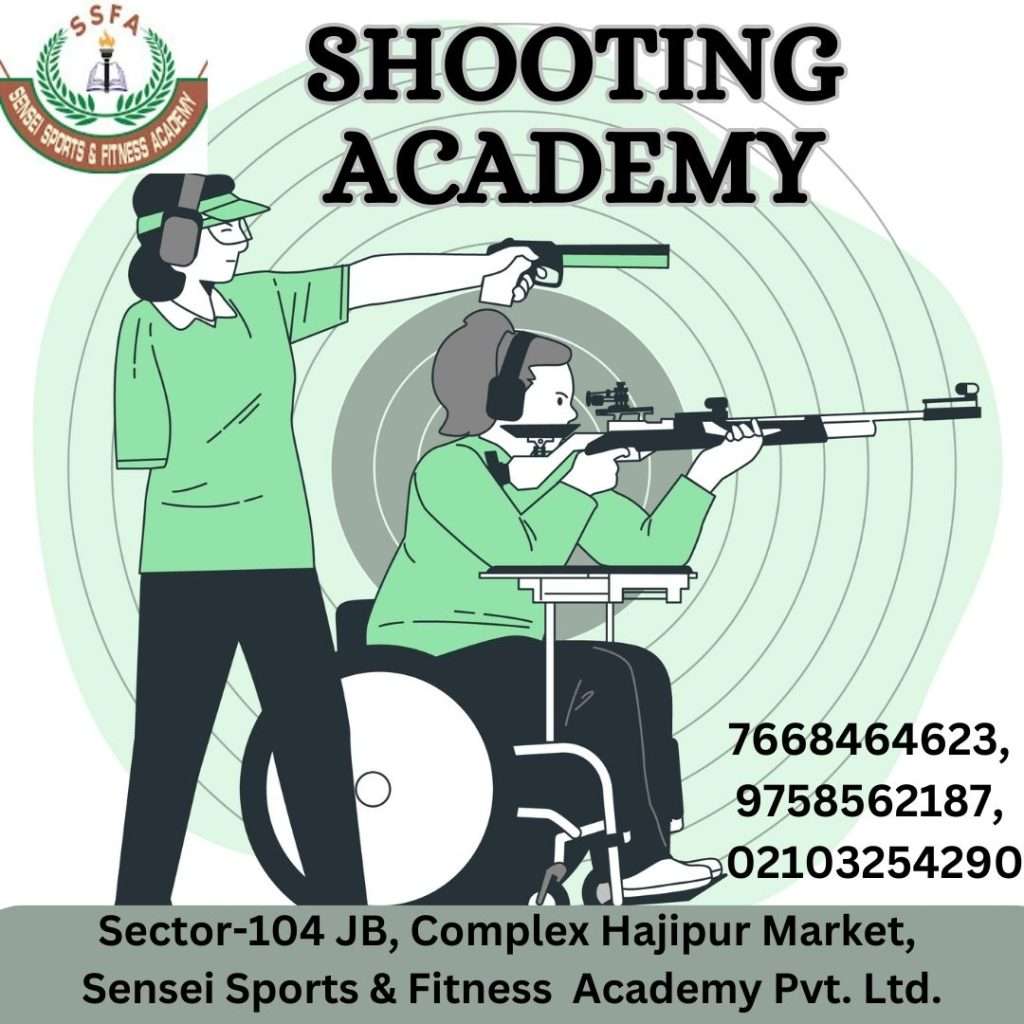 SSFA
SENSEI SPORTS & FITNESS ACADEMY
SHOOTING
ACADEMY
7668464623,
9758562187,
02103254290
Sector-104 JB, Complex Hajipur Market,
Sensei Sports & Fitness Academy Pvt. Ltd.